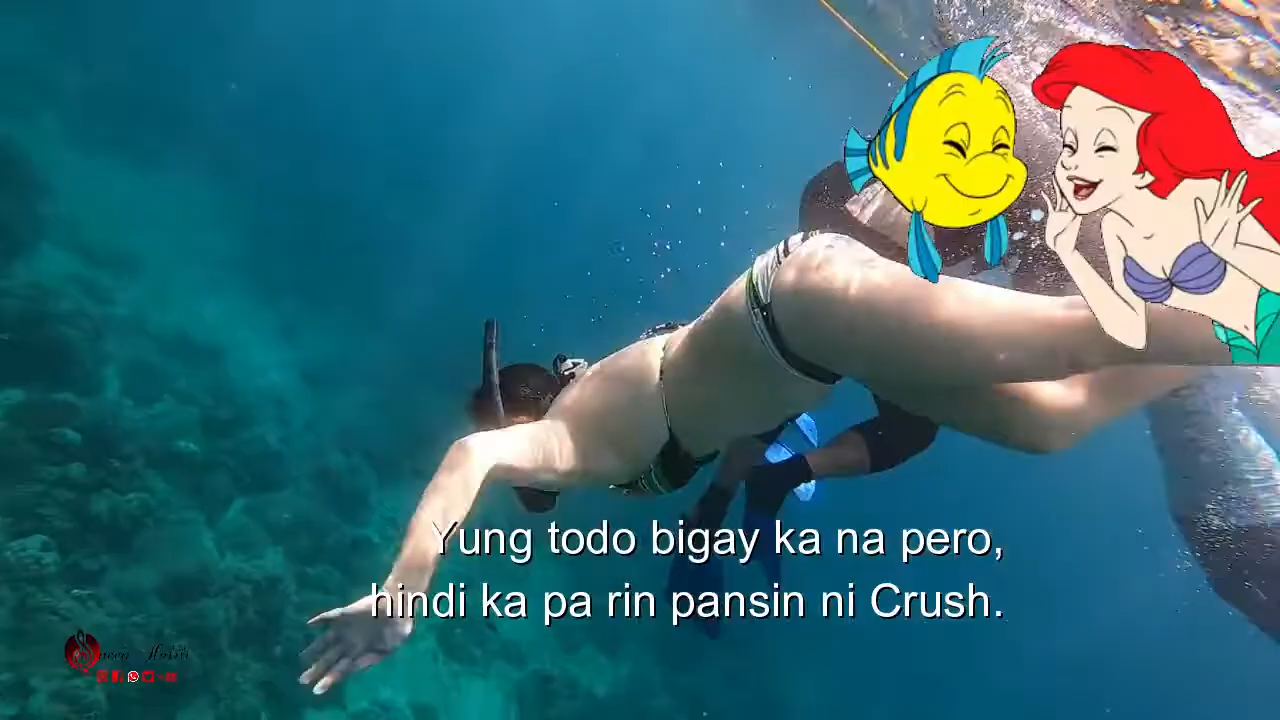 Yung todo bigay ka na pero,
hindi ka pa rin pansin ni Crush.